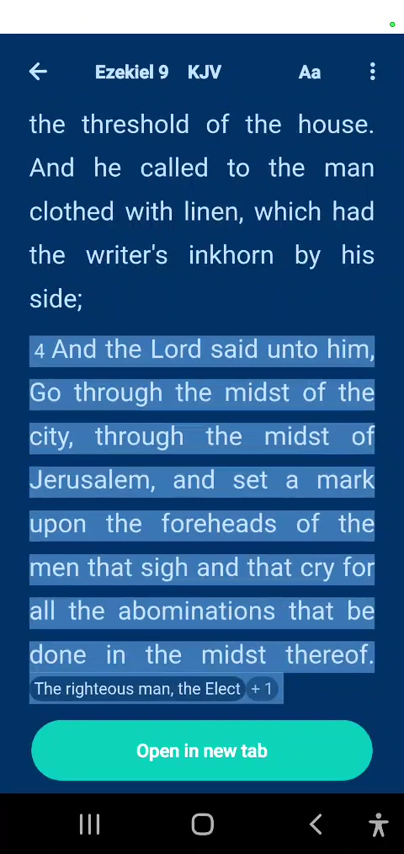 Ezekiel 9 KJV Aa
the threshold of the house.
And he called to the man
clothed with linen, which had
the writer's inkhorn by his
side;
4 And the Lord said unto him,
Go through the midst of the
city, through the midst of
Jerusalem, and set a mark
upon the foreheads of the
men that sigh and that cry for
all the abominations that be
done in the midst thereof.
The righteous man, the Elect + 1
Open in new tab